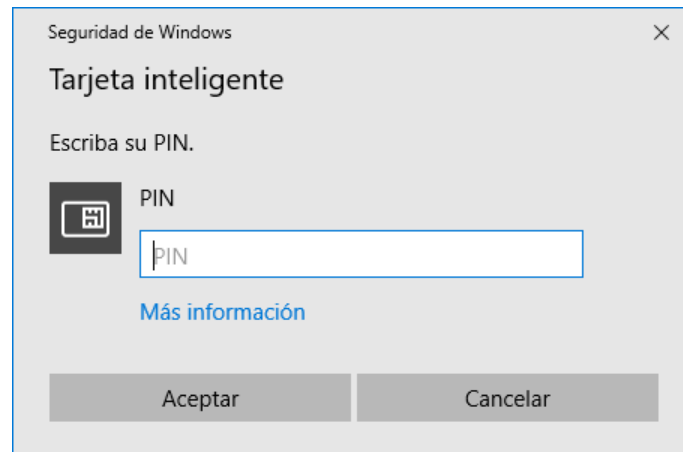 Seguridad de Windows
Tarjeta inteligente
Escriba su PIN.
PIN
PIN
Más información
Aceptar
Cancelar